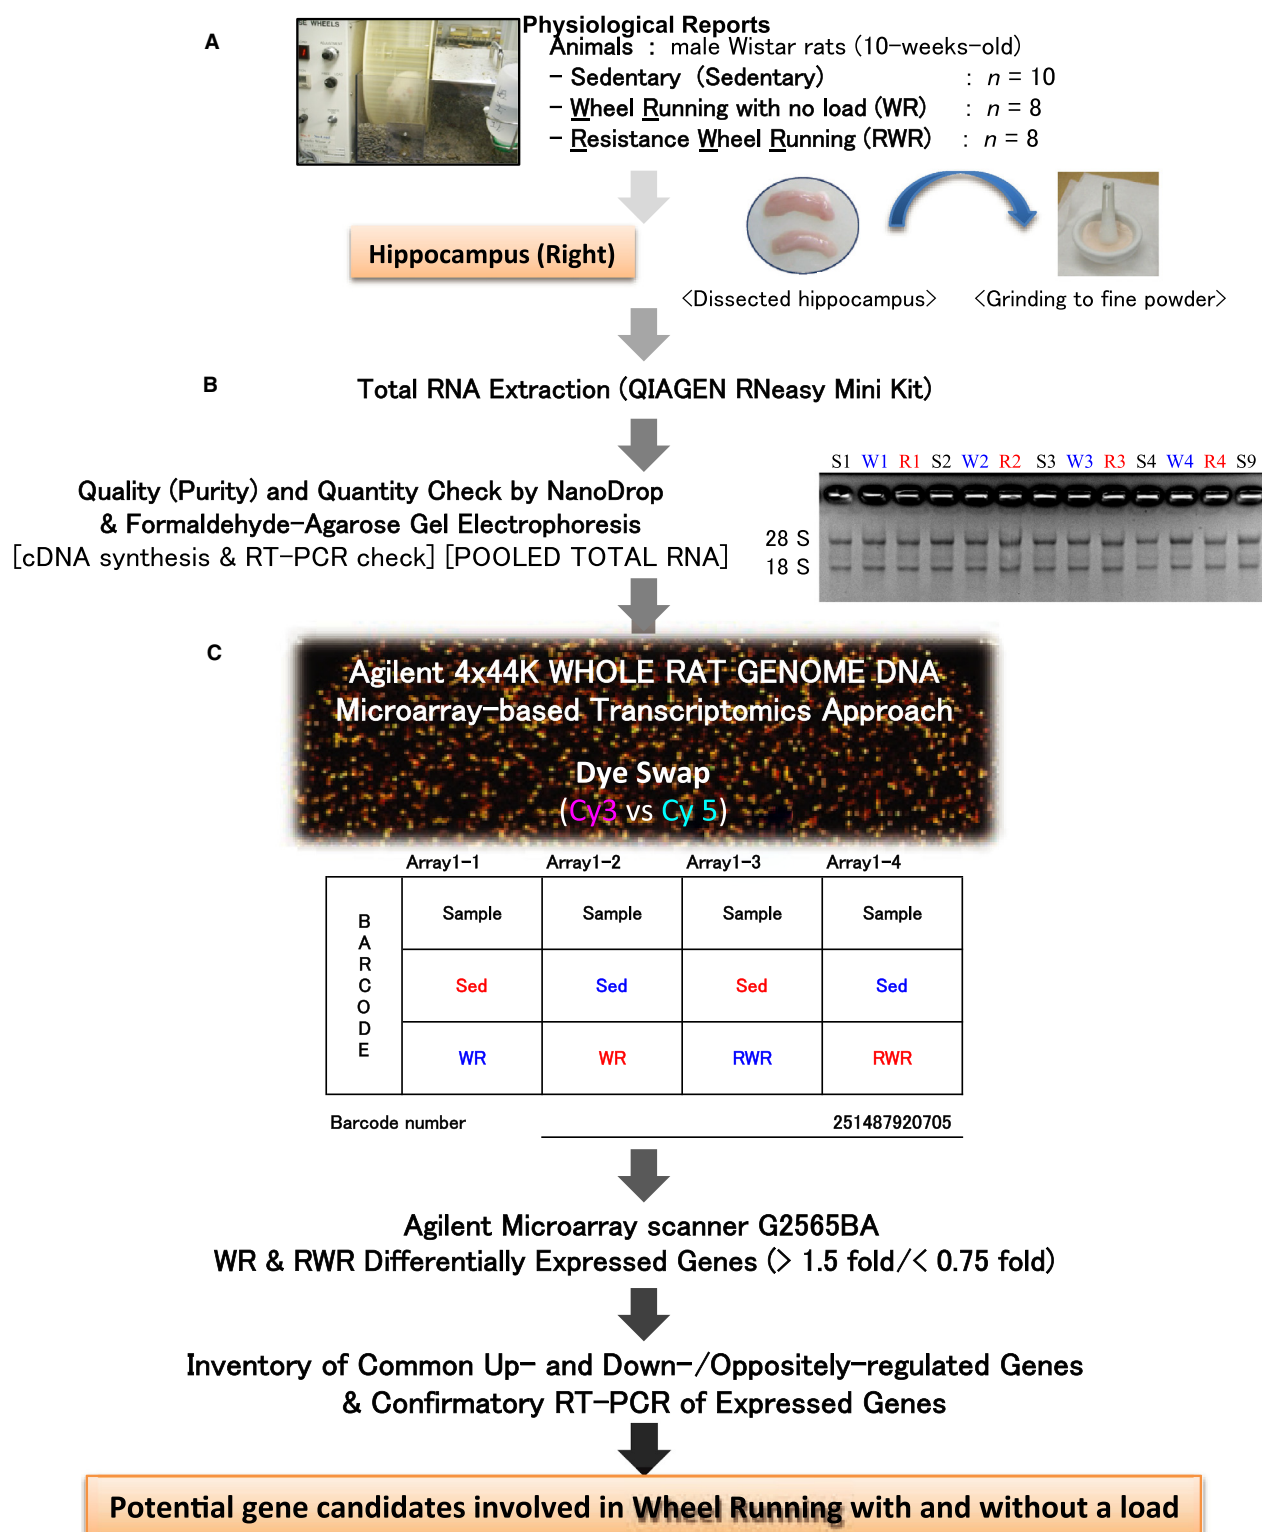 Physiological Reports
A
SE WHEELS
Animals : male Wistar rats (10-weeks-old)
− Sedentary (Sedentary) : n = 10
− Wheel Running with no load (WR) : n = 8
− Resistance Wheel Running (RWR) : n = 8
Hippocampus (Right)
<Dissected hippocampus> <Grinding to fine powder>
B
Total RNA Extraction (QIAGEN RNeasy Mini Kit)
Quality (Purity) and Quantity Check by NanoDrop
& Formaldehyde−Agarose Gel Electrophoresis
[cDNA synthesis & RT−PCR check] [POOLED TOTAL RNA]
S1 W1 R1 S2 W2 R2 S3 W3 R3 S4 W4 R4 S9
28 S
18 S
C
Agilent 4x44K WHOLE RAT GENOME DNA
Microarray−based Transcriptomics Approach
Dye Swap
(Cy3 vs Cy 5)
Array1−1 Array1−2 Array1−3 Array1−4
BARCODE
Sample Sample Sample Sample
Sed Sed Sed Sed
WR WR RWR RWR
Barcode number 251487920705
Agilent Microarray scanner G2565BA
WR & RWR Differentially Expressed Genes (> 1.5 fold/< 0.75 fold)
Inventory of Common Up− and Down−/Oppositely−regulated Genes
& Confirmatory RT−PCR of Expressed Genes
Potential gene candidates involved in Wheel Running with and without a load